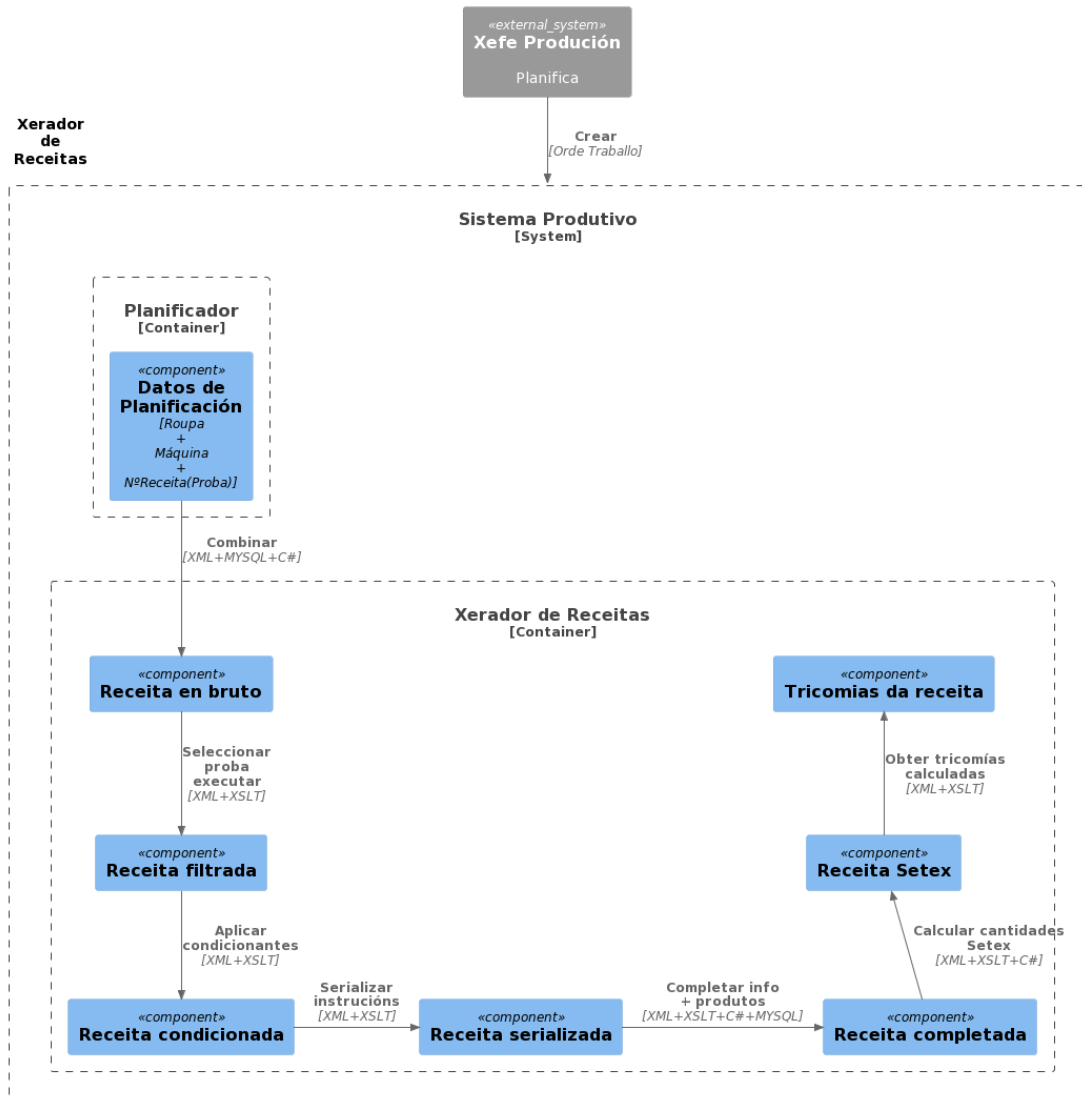 «external_system»
Xefe Produción
Planifica
Xerador
de
Receitas
Crear
[Orde Traballo]
Sistema Produtivo
[System]
Planificador
[Container]
«component»
Datos de
Planificación
[Roupa
+
Máquina
+
NºReceita(Proba)]
Combinar
[XML+MYSQL+C#]
Xerador de Receitas
[Container]
«component»
Receita en bruto
«component»
Tricomias da receita
Seleccionar
proba
executar
[XML+XSLT]
Obter tricomías
calculadas
[XML+XSLT]
«component»
Receita filtrada
«component»
Receita Setex
Aplicar
condicionantes
[XML+XSLT]
Calcular cantidades
Setex
[XML+XSLT+C#]
Serializar
instrucións
[XML+XSLT]
Completar info
+ produtos
[XML+XSLT+C#+MYSQL]
«component»
Receita condicionada
«component»
Receita serializada
«component»
Receita completada